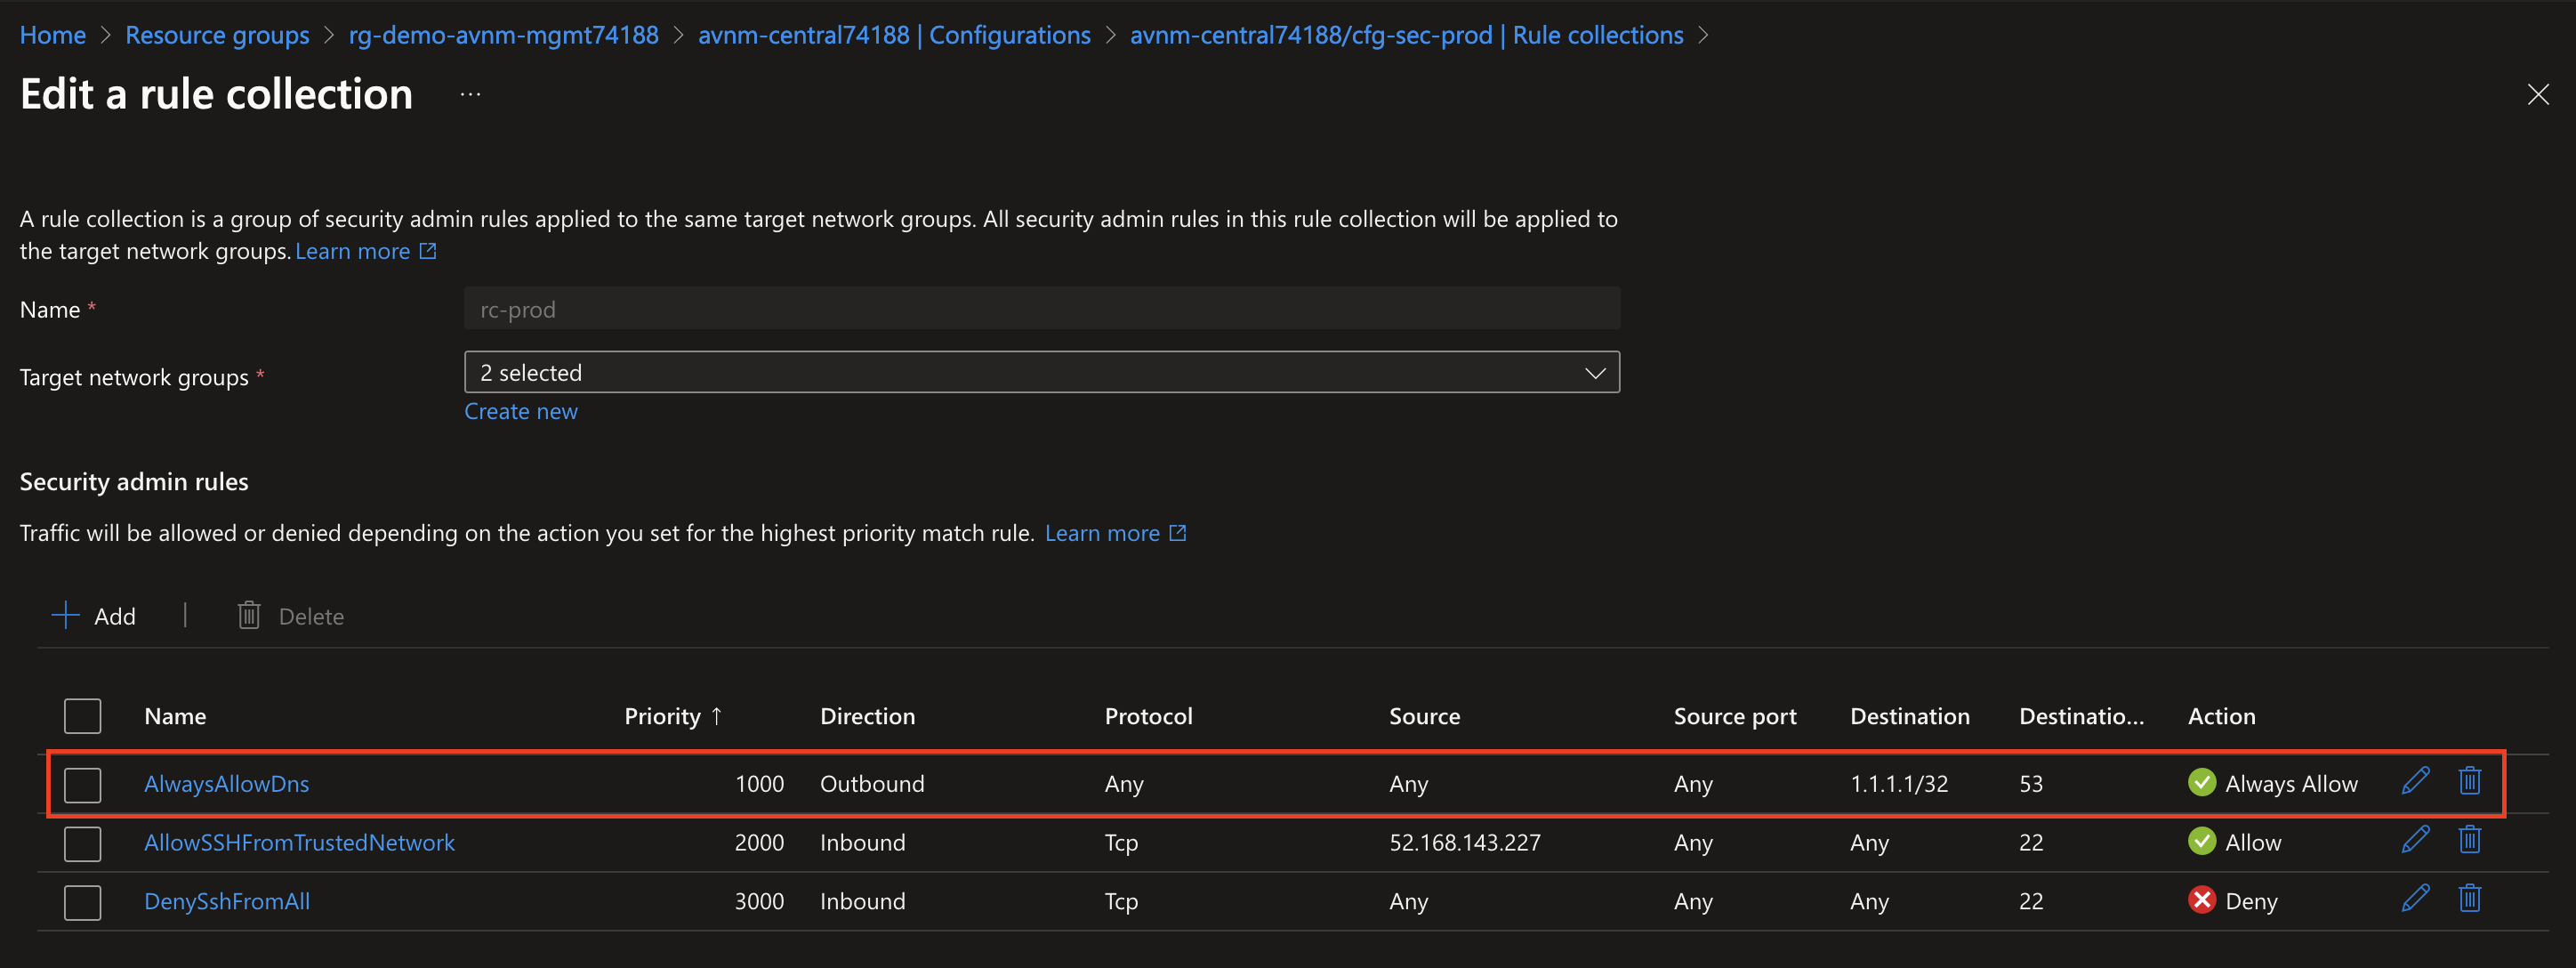 Home > Resource groups > rg-demo-avnm-mgmt74188 > avnm-central74188 | Configurations > avnm-central74188/cfg-sec-prod | Rule collections >
Edit a rule collection ...
A rule collection is a group of security admin rules applied to the same target network groups. All security admin rules in this rule collection will be applied to
the target network groups. Learn more
Name * rc-prod
Target network groups * 2 selected
Create new
Security admin rules
Traffic will be allowed or denied depending on the action you set for the highest priority match rule. Learn more
Add | Delete
Name Priority ↑ Direction Protocol Source Source port Destination Destinatio... Action
AlwaysAllowDns 1000 Outbound Any Any Any 1.1.1.1/32 53 Always Allow
AllowSSHFromTrustedNetwork 2000 Inbound Tcp 52.168.143.227 Any Any 22 Allow
DenySshFromAll 3000 Inbound Tcp Any Any Any 22 Deny